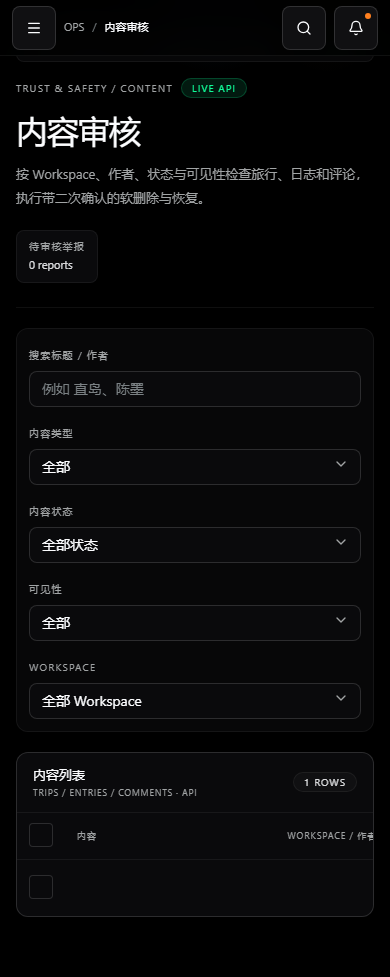 OPS / 内容审核
TRUST & SAFETY / CONTENT LIVE API
内容审核
按 Workspace、作者、状态与可见性检查旅行、日志和评论，
执行带二次确认的软删除与恢复。
待审核举报
0 reports
搜索标题 / 作者
例如 直岛、陈墨
内容类型
全部
内容状态
全部状态
可见性
全部
WORKSPACE
全部 Workspace
内容列表
TRIPS / ENTRIES / COMMENTS · API
1 ROWS
内容 WORKSPACE / 作者